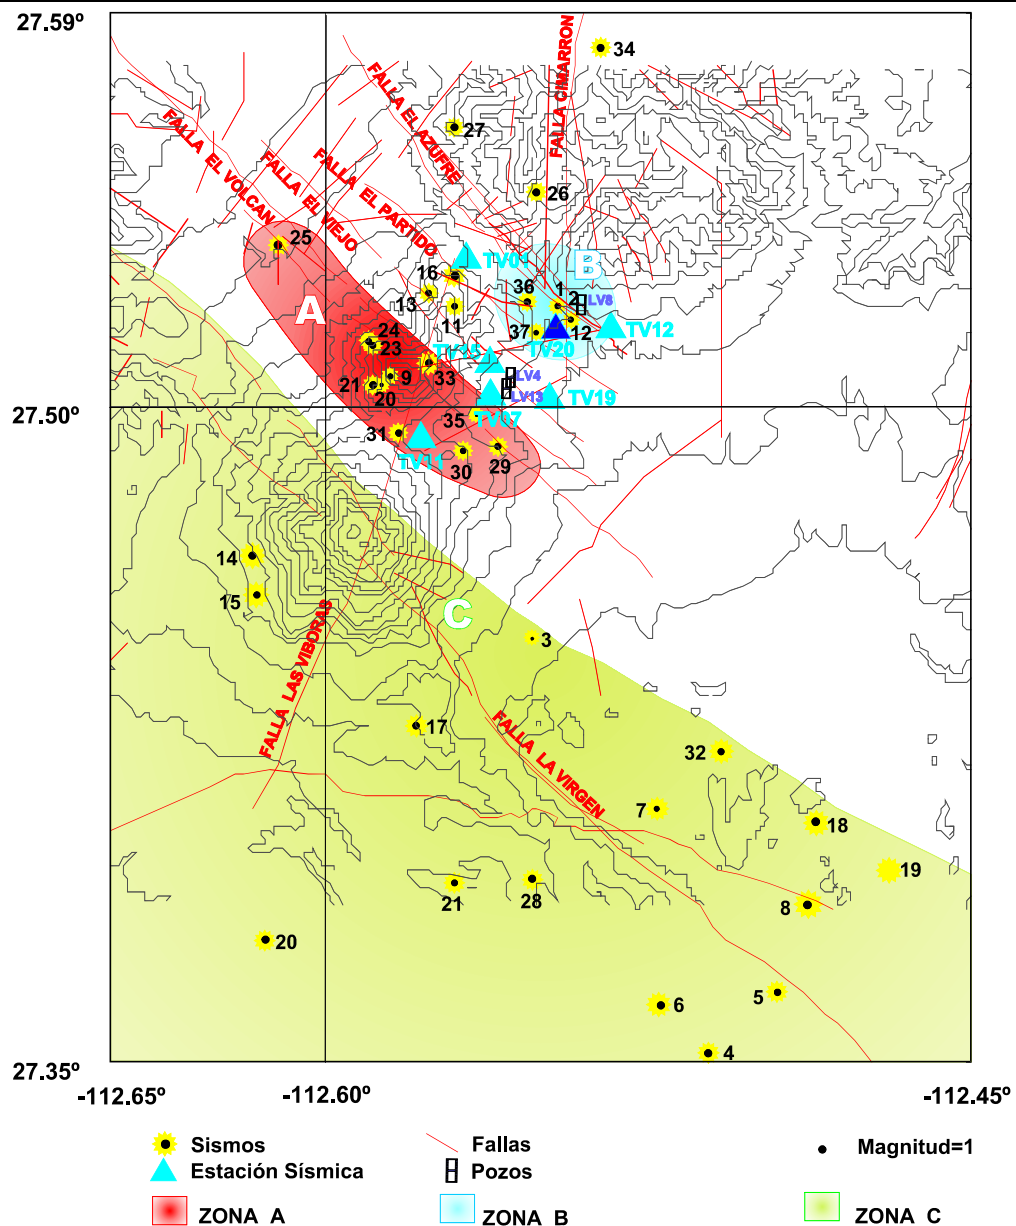 27.59º
34
FALLA CIMARRON
FALLA EL AZUFRE
27
FALLA EL VOLCAN
FALLA EL VIEJO
FALLA EL PARTIDO
26
25
TV01
B
16
36
1
2
LV8
13
A
11
37
12
TV12
TV20
24
23
TV15
33
LV4
9
21
20
LV13
TV19
27.50º
35
TV07
31
TV11
30
29
14
15
C
3
FALLA LAS VIBORAS
17
FALLA LA VIRGEN
32
7
18
19
21
28
8
20
6
5
4
27.35º
-112.65º
-112.60º
-112.45º
Sismos
Fallas
Magnitud=1
Estación Sísmica
Pozos
ZONA A
ZONA B
ZONA C